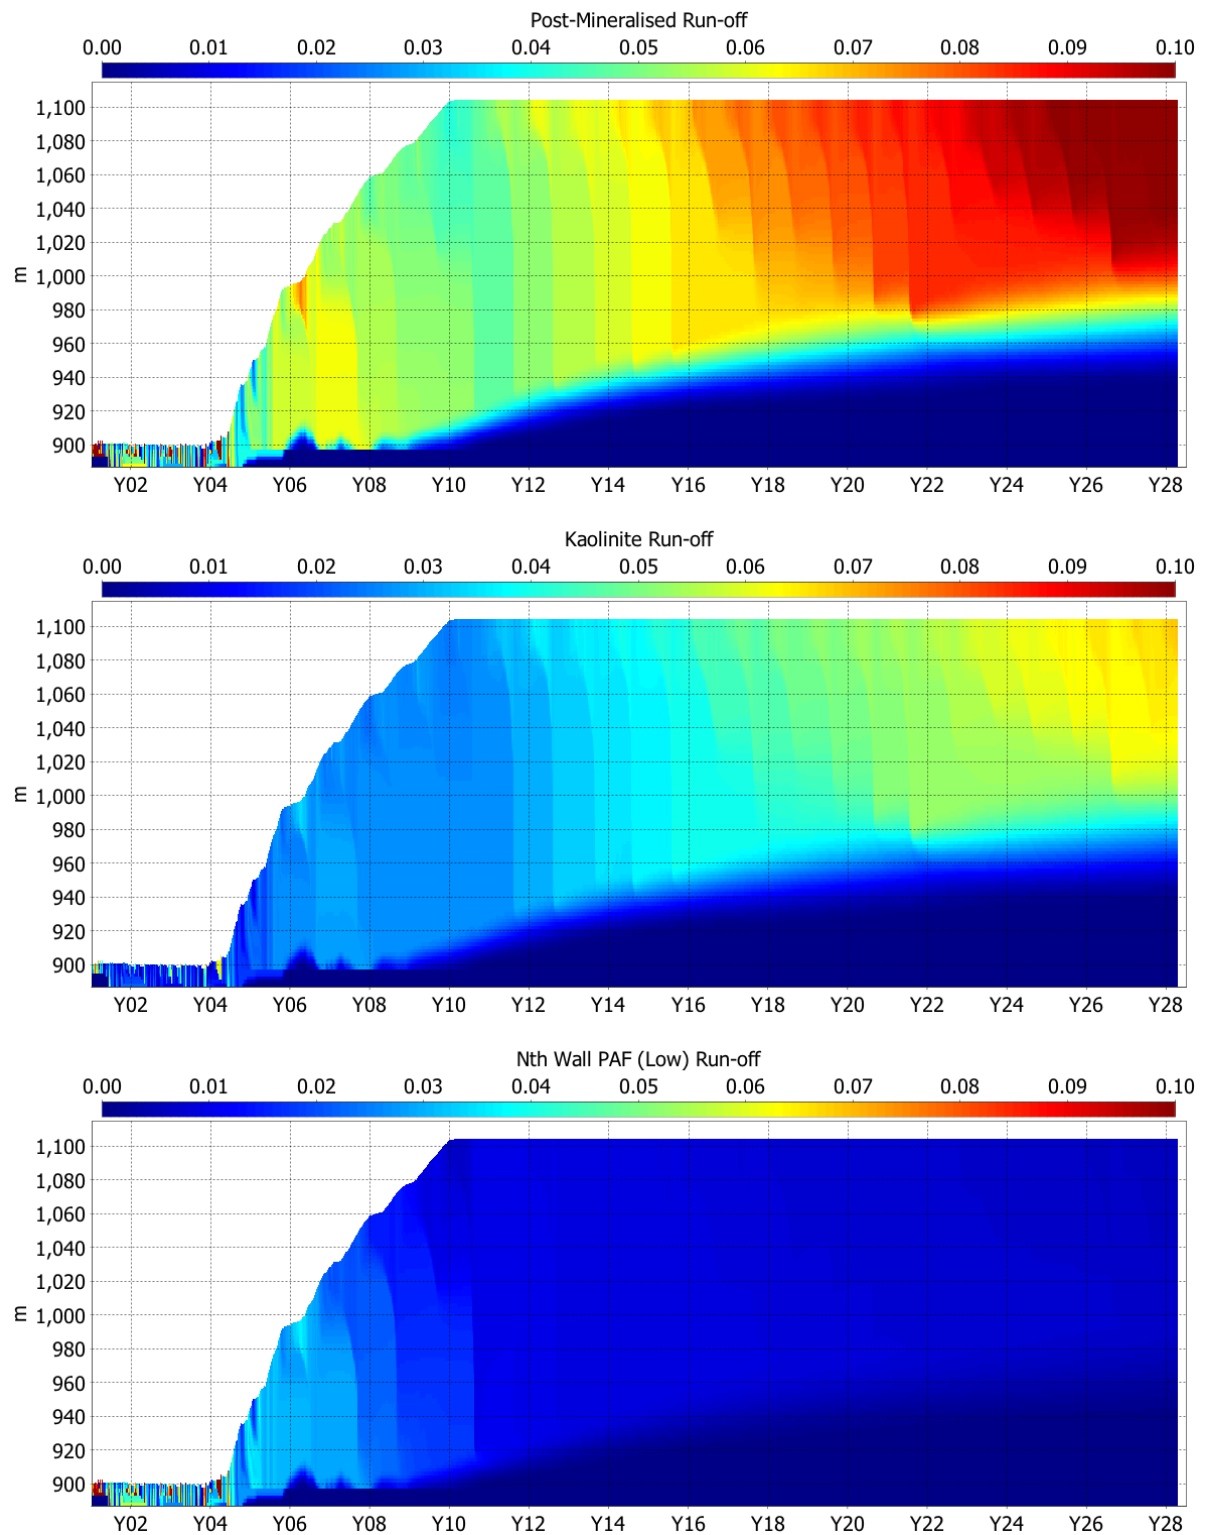 Post-Mineralised Run-off
0.00 0.01 0.02 0.03 0.04 0.05 0.06 0.07 0.08 0.09 0.10
1,100
1,080
1,060
1,040
1,020
1,000
980
960
940
920
900
m
Y02 Y04 Y06 Y08 Y10 Y12 Y14 Y16 Y18 Y20 Y22 Y24 Y26 Y28
Kaolinite Run-off
0.00 0.01 0.02 0.03 0.04 0.05 0.06 0.07 0.08 0.09 0.10
1,100
1,080
1,060
1,040
1,020
1,000
980
960
940
920
900
m
Y02 Y04 Y06 Y08 Y10 Y12 Y14 Y16 Y18 Y20 Y22 Y24 Y26 Y28
Nth Wall PAF (Low) Run-off
0.00 0.01 0.02 0.03 0.04 0.05 0.06 0.07 0.08 0.09 0.10
1,100
1,080
1,060
1,040
1,020
1,000
980
960
940
920
900
m
Y02 Y04 Y06 Y08 Y10 Y12 Y14 Y16 Y18 Y20 Y22 Y24 Y26 Y28